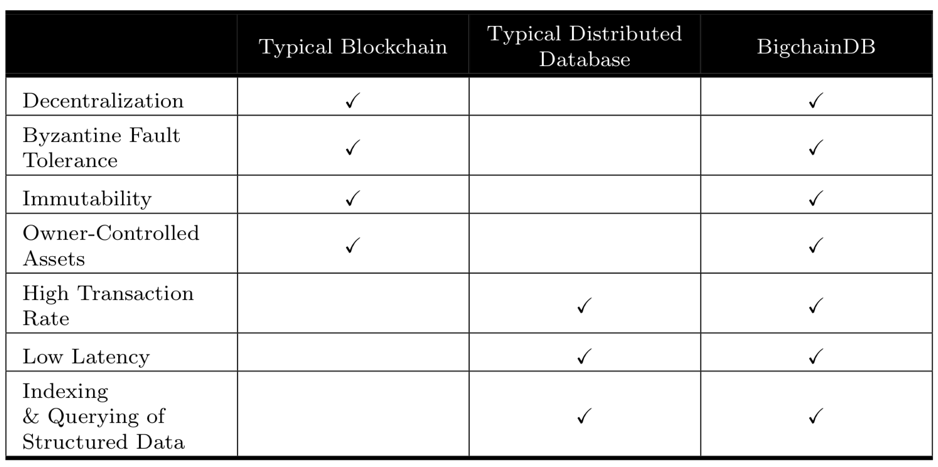 Typical Blockchain
Typical Distributed
Database
BigchainDB
Decentralization ✓ ✓
Byzantine Fault
Tolerance ✓ ✓
Immutability ✓ ✓
Owner-Controlled
Assets ✓ ✓
High Transaction
Rate ✓ ✓
Low Latency ✓ ✓
Indexing
& Querying of
Structured Data ✓ ✓